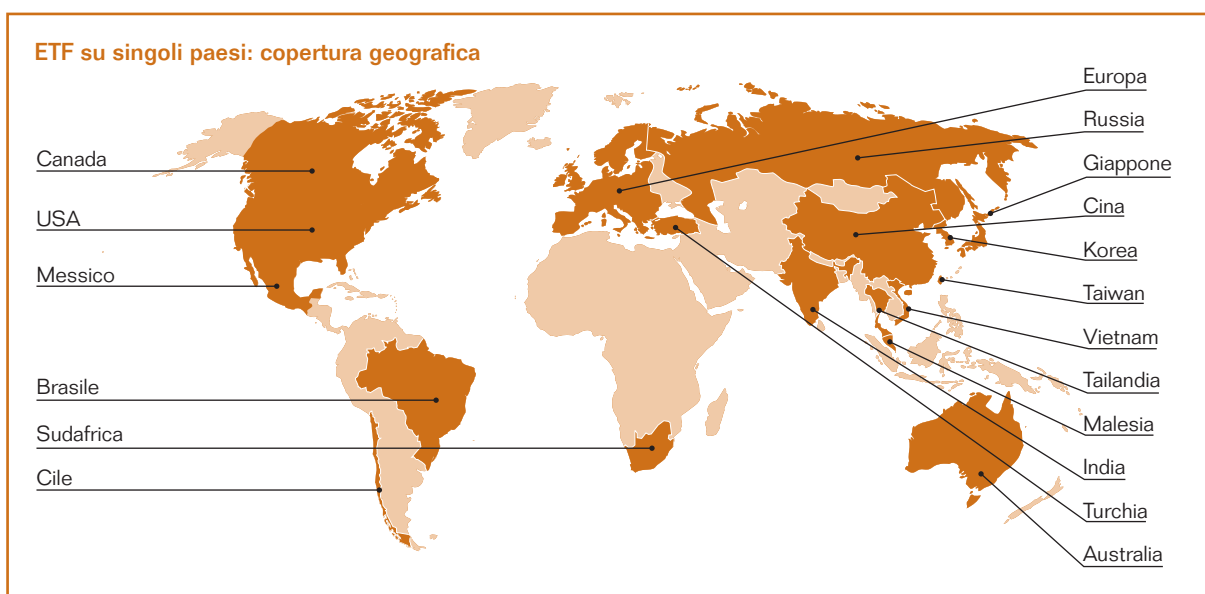 ETF su singoli paesi: copertura geografica
Canada
USA
Messico
Brasile
Sudafrica
Cile
Europa
Russia
Giappone
Cina
Korea
Taiwan
Vietnam
Tailandia
Malesia
India
Turchia
Australia